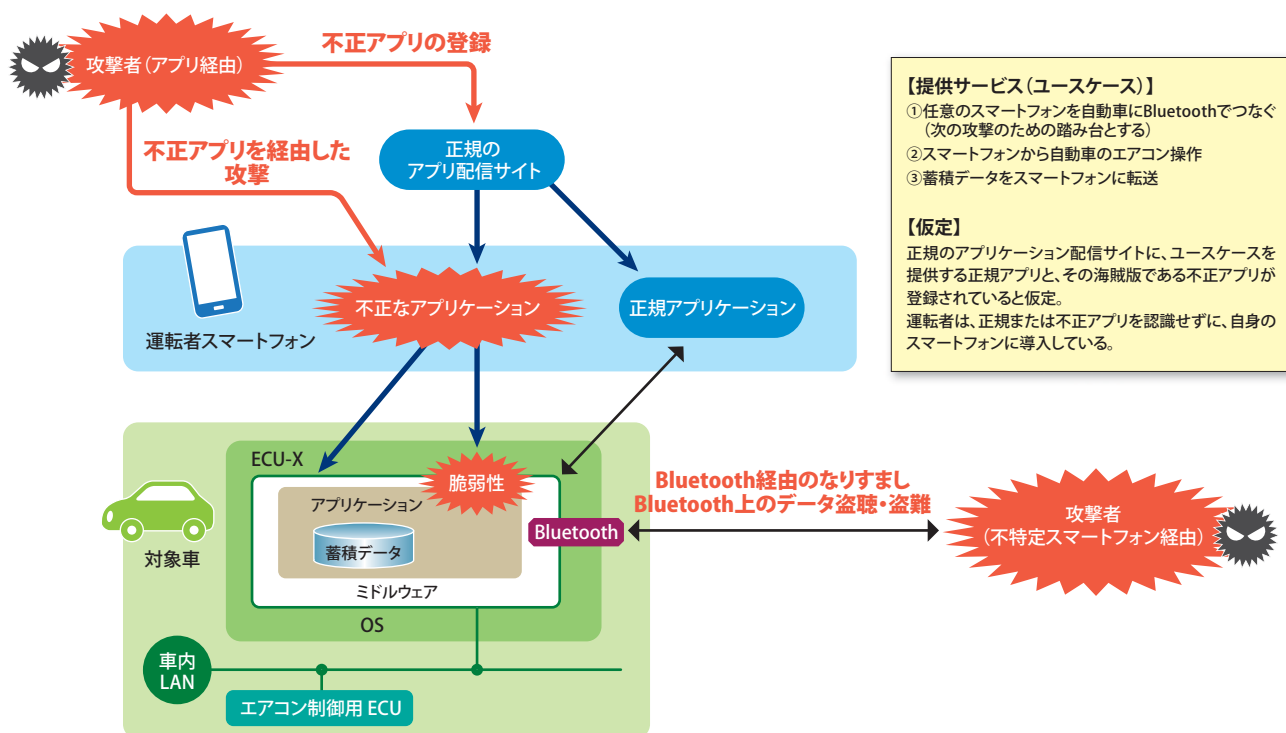 不正アプリの登録
攻撃者（アプリ経由）
不正アプリを経由した
攻撃
正規の
アプリ配信サイト
【提供サービス（ユースケース）】
①任意のスマートフォンを自動車にBluetoothでつなぐ
（次の攻撃のための踏み台とする）
②スマートフォンから自動車のエアコン操作
③蓄積データをスマートフォンに転送
【仮定】
正規のアプリケーション配信サイトに、ユースケースを
提供する正規アプリと、その海賊版である不正アプリが
登録されていると仮定。
運転者は、正規または不正アプリを認識せずに、自身の
スマートフォンに導入している。
運転者スマートフォン
不正なアプリケーション
正規アプリケーション
ECU-X
脆弱性
アプリケーション
蓄積データ
ミドルウェア
OS
Bluetooth
対象車
Bluetooth経由のなりすまし
Bluetooth上のデータ盗聴・盗難
攻撃者
（不特定スマートフォン経由）
車内
LAN
エアコン制御用 ECU